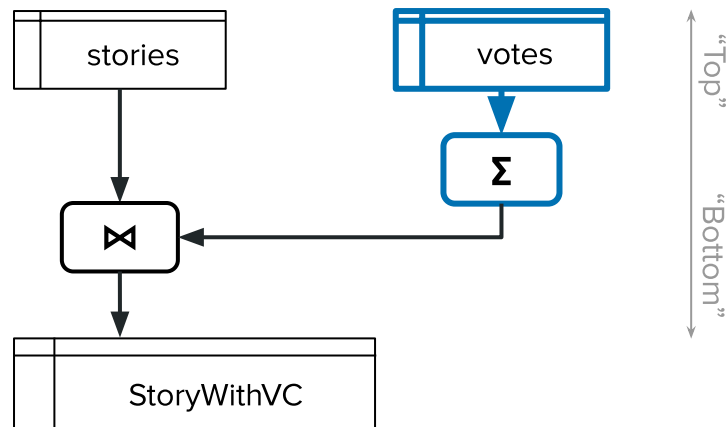 stories
votes
“Top”
Σ
⋈
“Bottom”
StoryWithVC